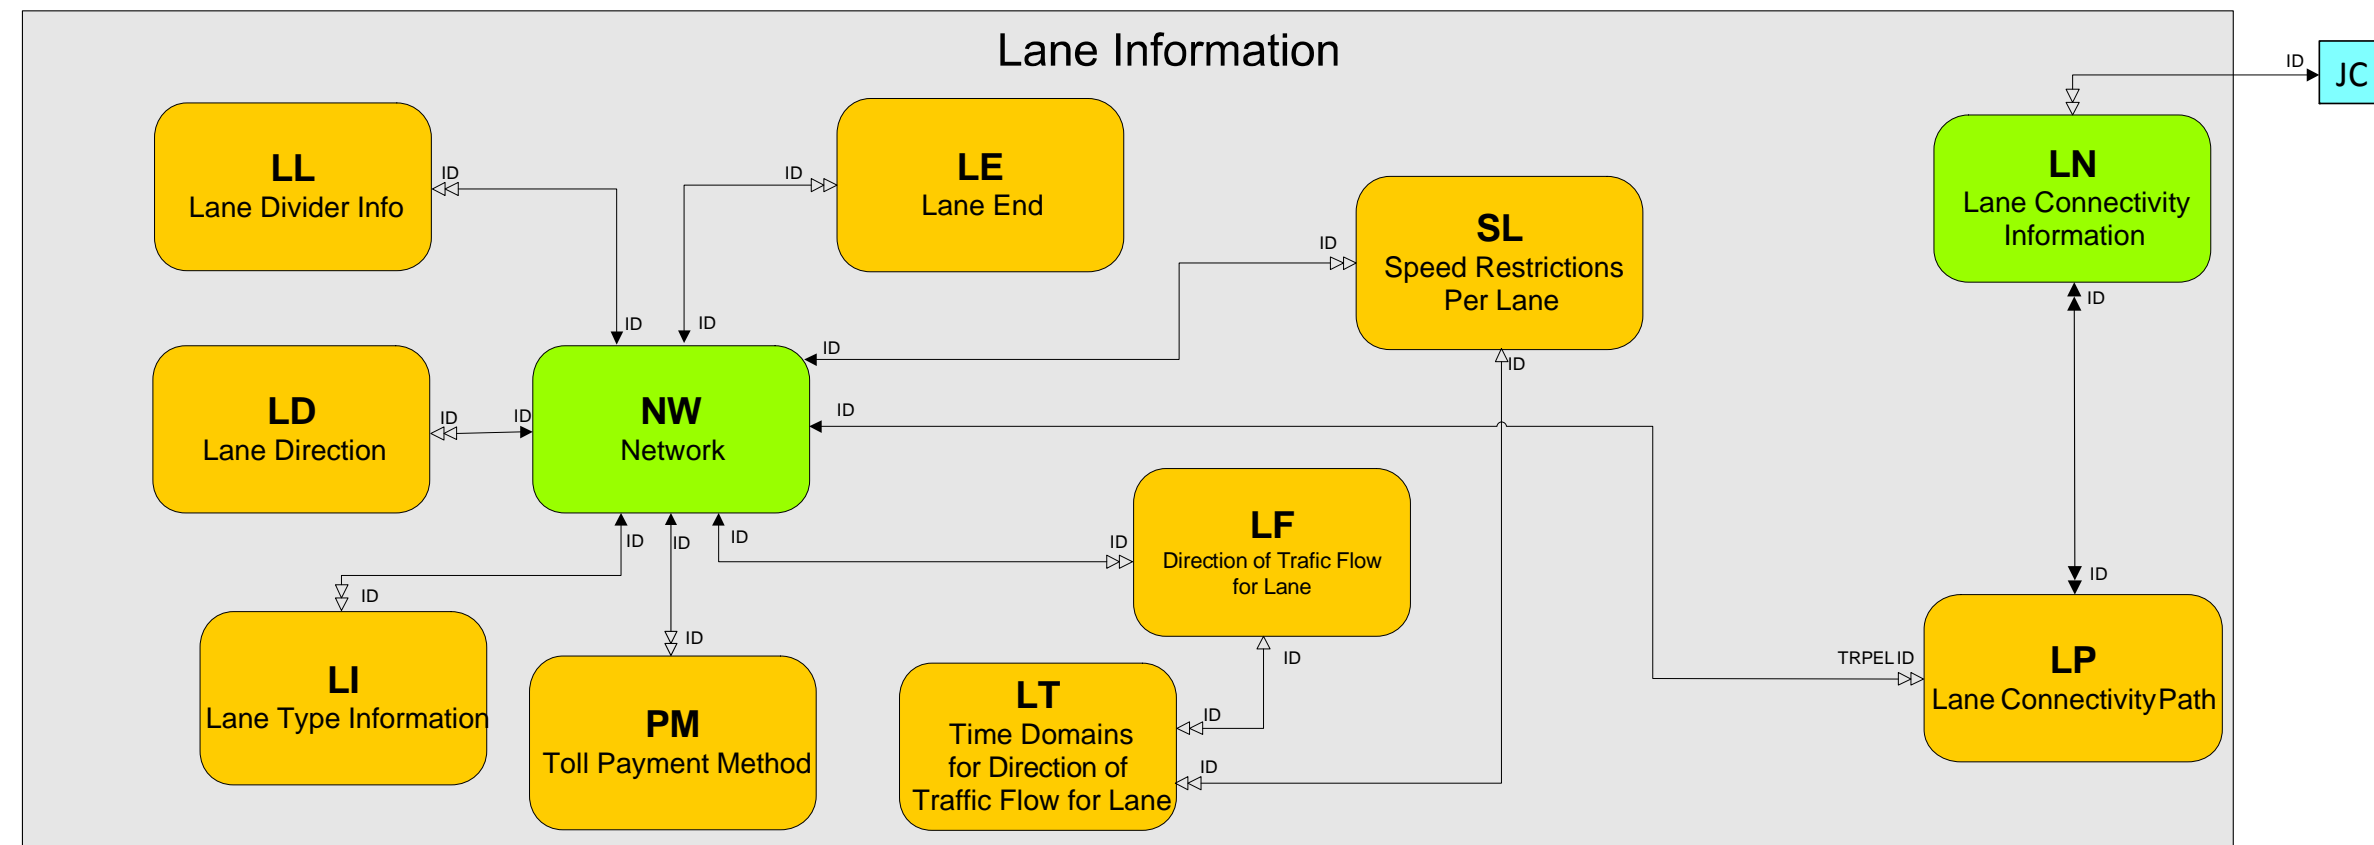 Lane Information
ID
JC
LL
Lane Divider Info
ID
ID
LE
Lane End
ID
ID
SL
Speed Restrictions
Per Lane
ID
ID
ID
LN
Lane Connectivity
Information
ID
LD
Lane Direction
ID
ID
NW
Network
ID
ID
ID
ID
LF
Direction of Trafic Flow
for Lane
ID
ID
ID
LI
Lane Type Information
ID
PM
Toll Payment Method
LT
Time Domains
for Direction of
Traffic Flow for Lane
ID
ID
ID
TRPEL ID
LP
Lane Connectivity Path